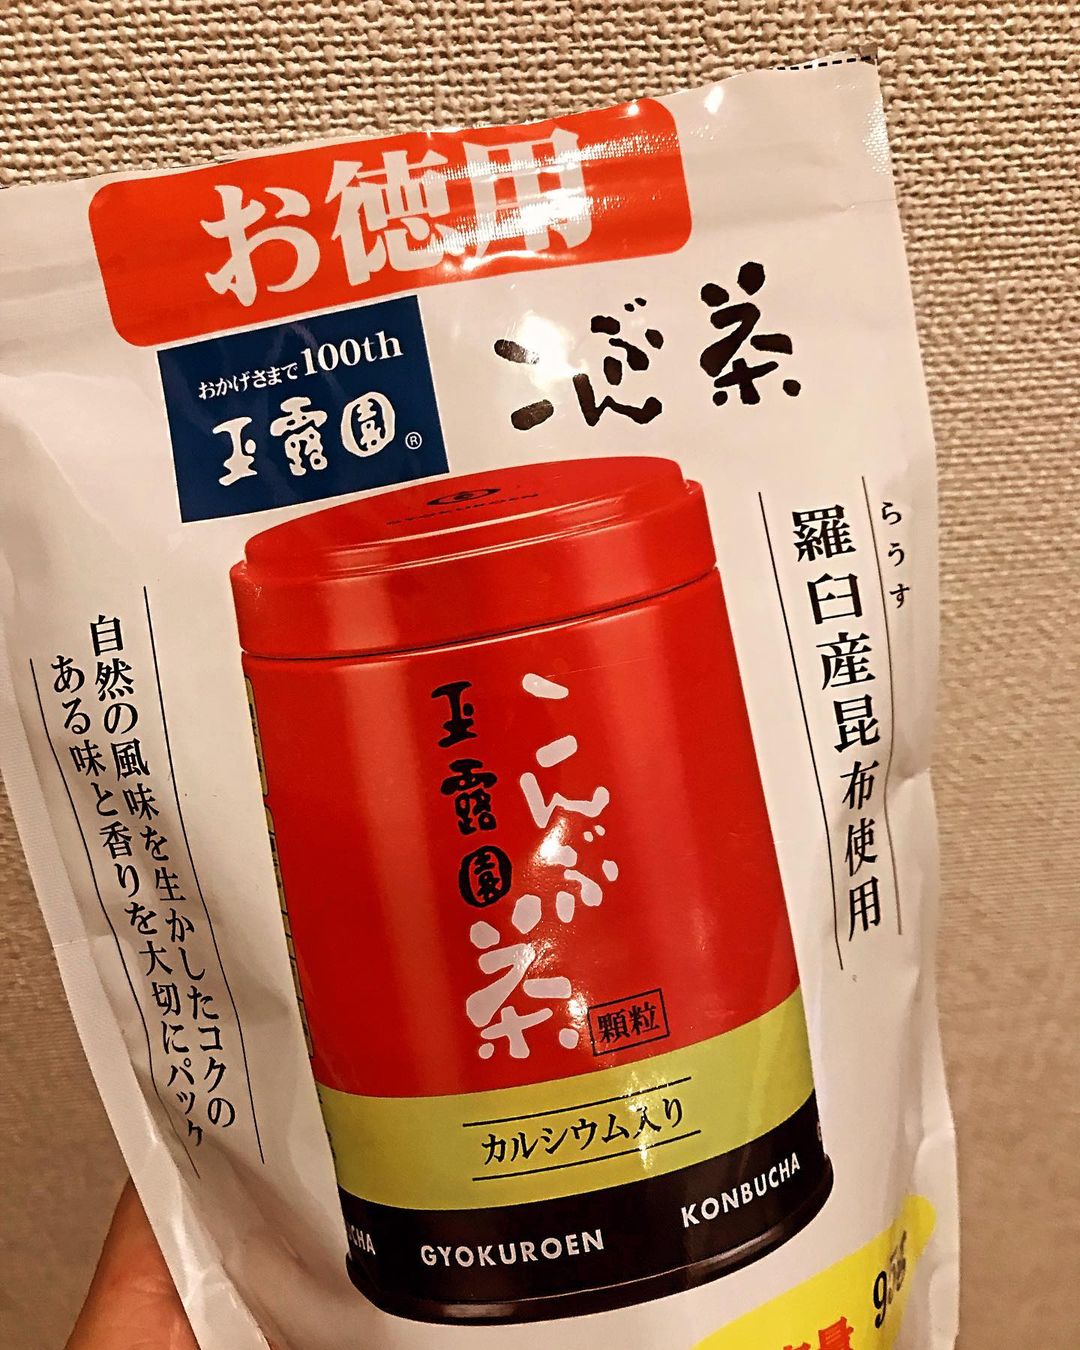 お徳用
おかげさまで100th
玉露園®
こんぶ茶
らうす
羅臼産昆布使用
自然の風味を生かしたコクの
ある味と香りを大切にパック
GYOKUROEN
こんぶ茶
玉露園
顆粒
カルシウム入り
GYOKUROEN
KONBUCHA
量